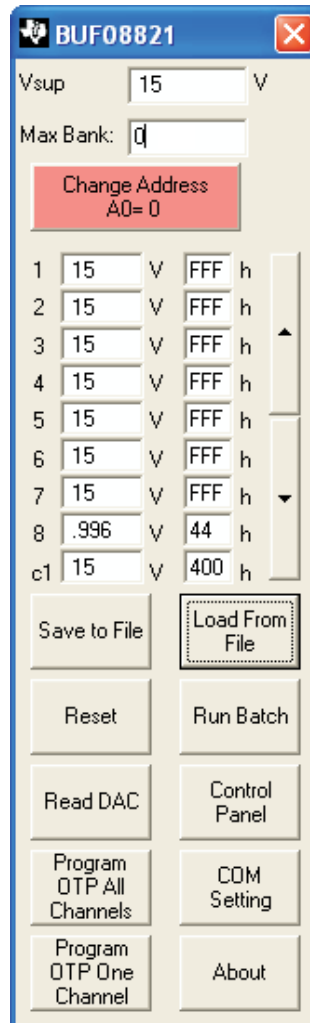 BUF08821
Vsup 15 V
Max Bank: 0
Change Address
A0= 0
1 15 V FFF h
2 15 V FFF h
3 15 V FFF h
4 15 V FFF h
5 15 V FFF h
6 15 V FFF h
7 15 V FFF h
8 .996 V 44 h
c1 15 V 400 h
Save to File
Load From
File
Reset
Run Batch
Read DAC
Control
Panel
Program
OTP All
Channels
COM
Setting
Program
OTP One
Channel
About